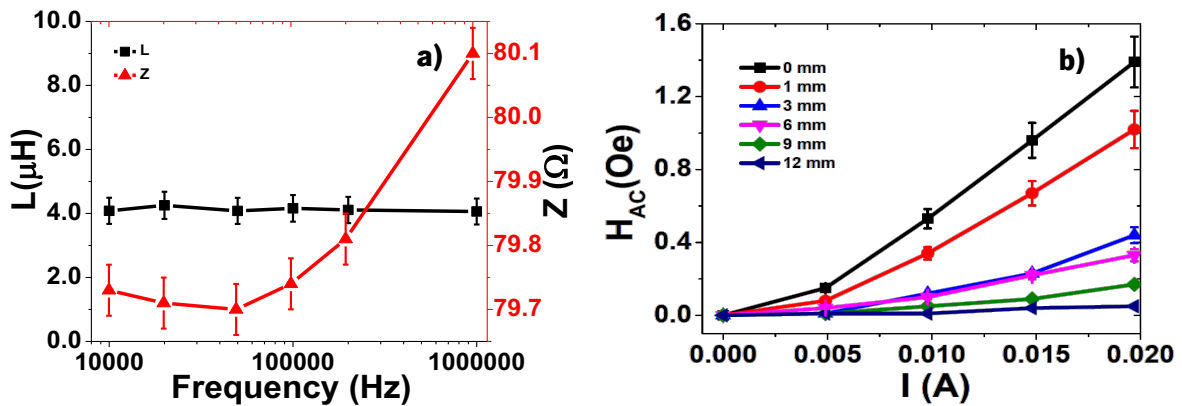 a)
L
Z
10.0
8.0
6.0
4.0
2.0
0.0
L(μH)
80.1
80.0
79.9
79.8
79.7
Z (Ω)
10000
100000
1000000
Frequency (Hz)
b)
0 mm
1 mm
3 mm
6 mm
9 mm
12 mm
1.6
1.2
0.8
0.4
0.0
H_AC(Oe)
0.000
0.005
0.010
0.015
0.020
I (A)